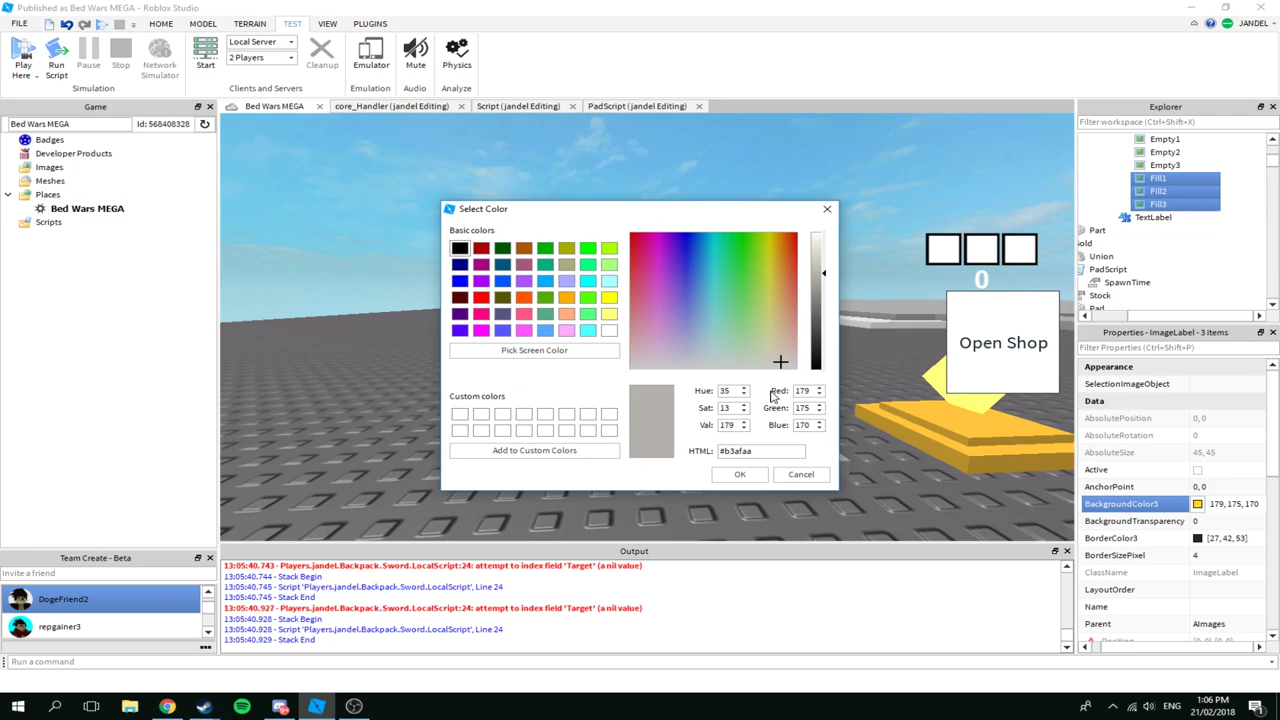 Published as Bed Wars MEGA - Roblox Studio
FILE HOME MODEL TERRAIN TEST VIEW PLUGINS JANDEL
Play Here
Run Script
Pause
Stop
Network Simulator
Simulation
Start
Local Server
2 Players
Cleanup
Clients and Servers
Emulator
Emulation
Mute
Audio
Physics
Analyze
Game
Bed Wars MEGA Id: 568408328
Badges
Developer Products
Images
Meshes
Places
Bed Wars MEGA
Scripts
Bed Wars MEGA
core_Handler (jandel Editing)
Script (jandel Editing)
PadScript (jandel Editing)
0
Open Shop
Select Color
Basic colors
Pick Screen Color
Custom colors
Add to Custom Colors
Hue: 35 Red: 179
Sat: 13 Green: 175
Val: 179 Blue: 170
HTML: #b3afaa
OK Cancel
Explorer
Filter workspace (Ctrl+Shift+X)
Empty1
Empty2
Empty3
Fill1
Fill2
Fill3
TextLabel
Part
old
Union
PadScript
SpawnTime
Stock
Pad
Properties - ImageLabel - 3 items
Filter Properties (Ctrl+Shift+P)
Appearance
SelectionImageObject
Data
AbsolutePosition 0, 0
AbsoluteRotation 0
AbsoluteSize 45, 45
Active
AnchorPoint 0, 0
BackgroundColor3 179, 175, 170
BackgroundTransparency 0
BorderColor3 [27, 42, 53]
BorderSizePixel 4
ClassName ImageLabel
LayoutOrder
Name
Parent AImages
Team Create - Beta
Invite a friend
DogeFriend2
repgainer3
Output
13:05:40.743 - Players.jandel.Backpack.Sword.LocalScript:24: attempt to index field 'Target' (a nil value)
13:05:40.744 - Stack Begin
13:05:40.745 - Script 'Players.jandel.Backpack.Sword.LocalScript', Line 24
13:05:40.745 - Stack End
13:05:40.927 - Players.jandel.Backpack.Sword.LocalScript:24: attempt to index field 'Target' (a nil value)
13:05:40.928 - Stack Begin
13:05:40.928 - Script 'Players.jandel.Backpack.Sword.LocalScript', Line 24
13:05:40.929 - Stack End
Run a command
ENG
1:06 PM
21/02/2018